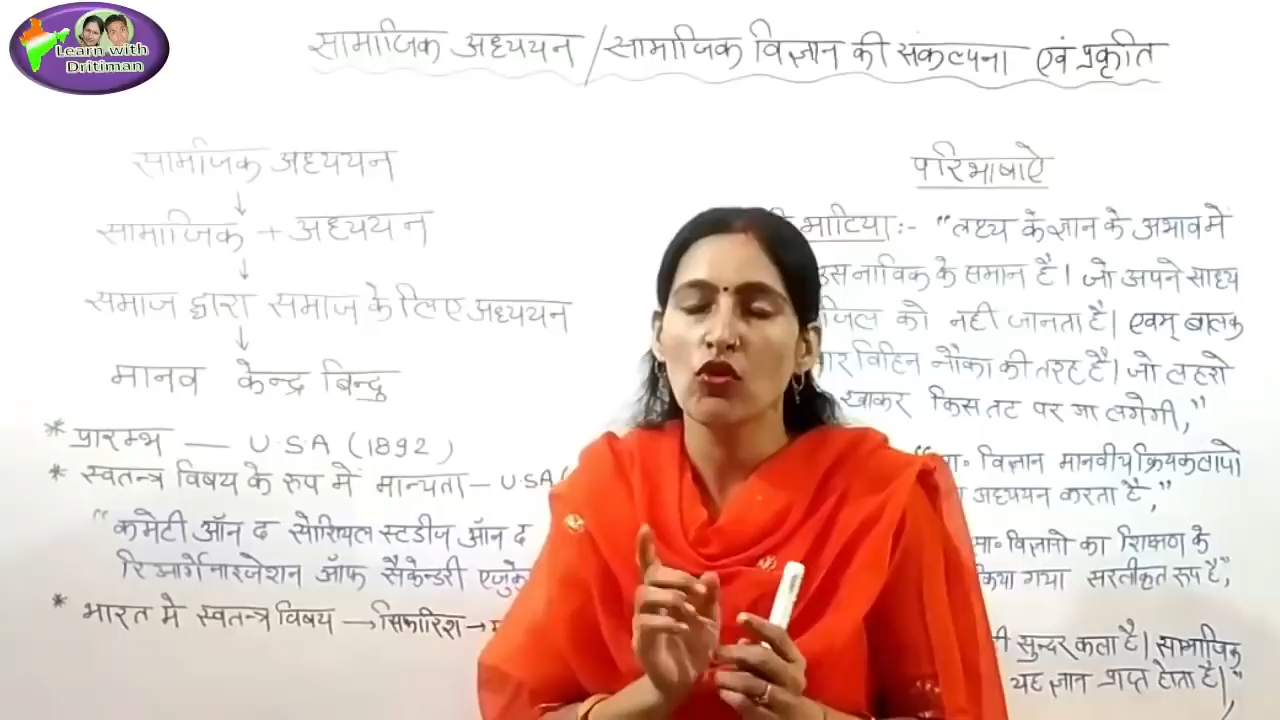 Learn with
Dritiman
सामाजिक अध्ययन / सामाजिक विज्ञान की संकल्पना एवं प्रकृति
सामाजिक अध्ययन
↓
सामाजिक + अध्ययन
↓
समाज द्वारा समाज के लिए अध्ययन
↓
मानव केन्द्र बिन्दु
* प्रारम्भ — U.S.A (1892)
* स्वतन्त्र विषय के रुप में मान्यता – U.S.A (
"कमेटी ऑन द सोशियल स्टडीज ऑन द
रिआर्गेनाइजेशन ऑफ सैकेन्डरी एजुके
* भारत मे स्वतन्त्र विषय → सिफारिश →
परिभाषाऐ
भाटिया :- "लक्ष्य के ज्ञान के अभाव में
उस नाविक के समान है। जो अपने साध्य
को नही जानता है। एवम् बालक
विहिन नौका की तरह है। जो लहरो
खाकर किस तट पर जा लगेगी,"
विज्ञान मानवीय क्रियाकलापो
अध्ययन करता है,"
सा॰ विज्ञानो का शिक्षण के
किया गया सरलीकृत रूप है,"
सुन्दर कला है। सामाजिक
यह ज्ञान प्राप्त होता है।,"